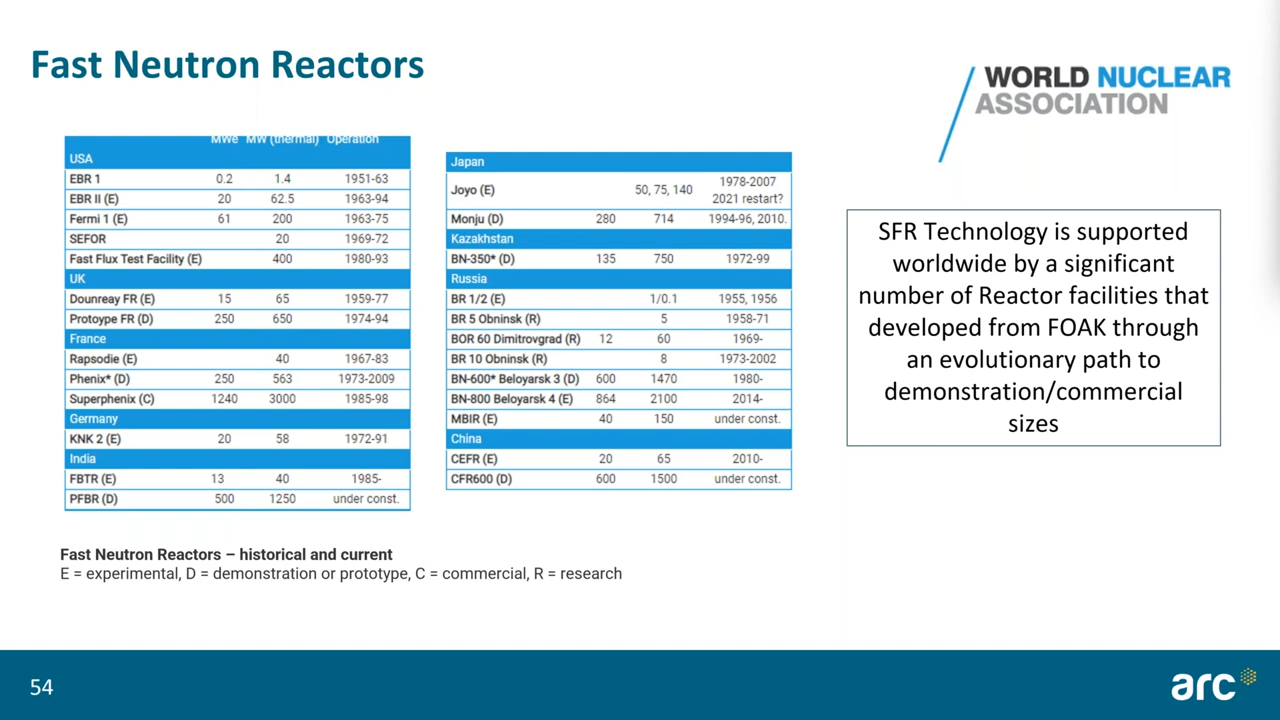 Fast Neutron Reactors
WORLD NUCLEAR
ASSOCIATION
MWe MW (thermal) Operation
USA
EBR 1 0.2 1.4 1951-63
EBR II (E) 20 62.5 1963-94
Fermi 1 (E) 61 200 1963-75
SEFOR 20 1969-72
Fast Flux Test Facility (E) 400 1980-93
UK
Dounreay FR (E) 15 65 1959-77
Protoype FR (D) 250 650 1974-94
France
Rapsodie (E) 40 1967-83
Phenix* (D) 250 563 1973-2009
Superphenix (C) 1240 3000 1985-98
Germany
KNK 2 (E) 20 58 1972-91
India
FBTR (E) 13 40 1985-
PFBR (D) 500 1250 under const.
Japan
Joyo (E) 50, 75, 140 1978-2007
2021 restart?
Monju (D) 280 714 1994-96, 2010.
Kazakhstan
BN-350* (D) 135 750 1972-99
Russia
BR 1/2 (E) 1/0.1 1955, 1956
BR 5 Obninsk (R) 5 1958-71
BOR 60 Dimitrovgrad (R) 12 60 1969-
BR 10 Obninsk (R) 8 1973-2002
BN-600* Beloyarsk 3 (D) 600 1470 1980-
BN-800 Beloyarsk 4 (E) 864 2100 2014-
MBIR (E) 40 150 under const.
China
CEFR (E) 20 65 2010-
CFR600 (D) 600 1500 under const.
SFR Technology is supported
worldwide by a significant
number of Reactor facilities that
developed from FOAK through
an evolutionary path to
demonstration/commercial
sizes
Fast Neutron Reactors – historical and current
E = experimental, D = demonstration or prototype, C = commercial, R = research
54
arc